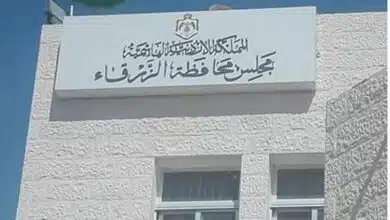 المملكة الأردنية الهاشمية
مجلس محافظة الزرقاء